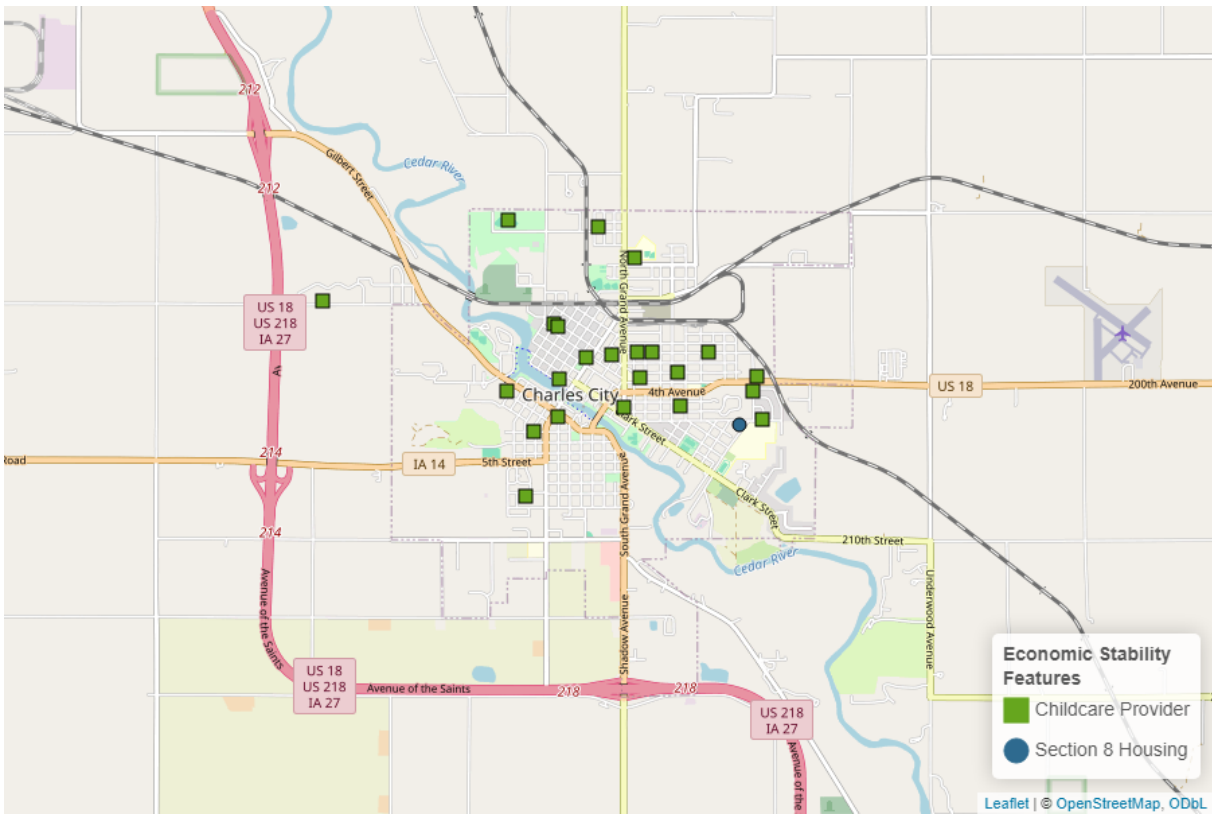 212
Gilbert Street
Cedar River
212
North Grand Avenue
US 18
US 218
IA 27
4th Avenue
US 18
200th Avenue
Charles City
Clark Street
214
IA 14
5th Street
Road
South Grand Avenue
Clark Street
214
210th Street
Cedar River
Avenue of the Saints
Underwood Avenue
Shadow Avenue
US 18
US 218
IA 27
Avenue of the Saints
218
218
US 218
IA 27
Avenue of the
Economic Stability
Features
Childcare Provider
Section 8 Housing
Leaflet | © OpenStreetMap, ODbL